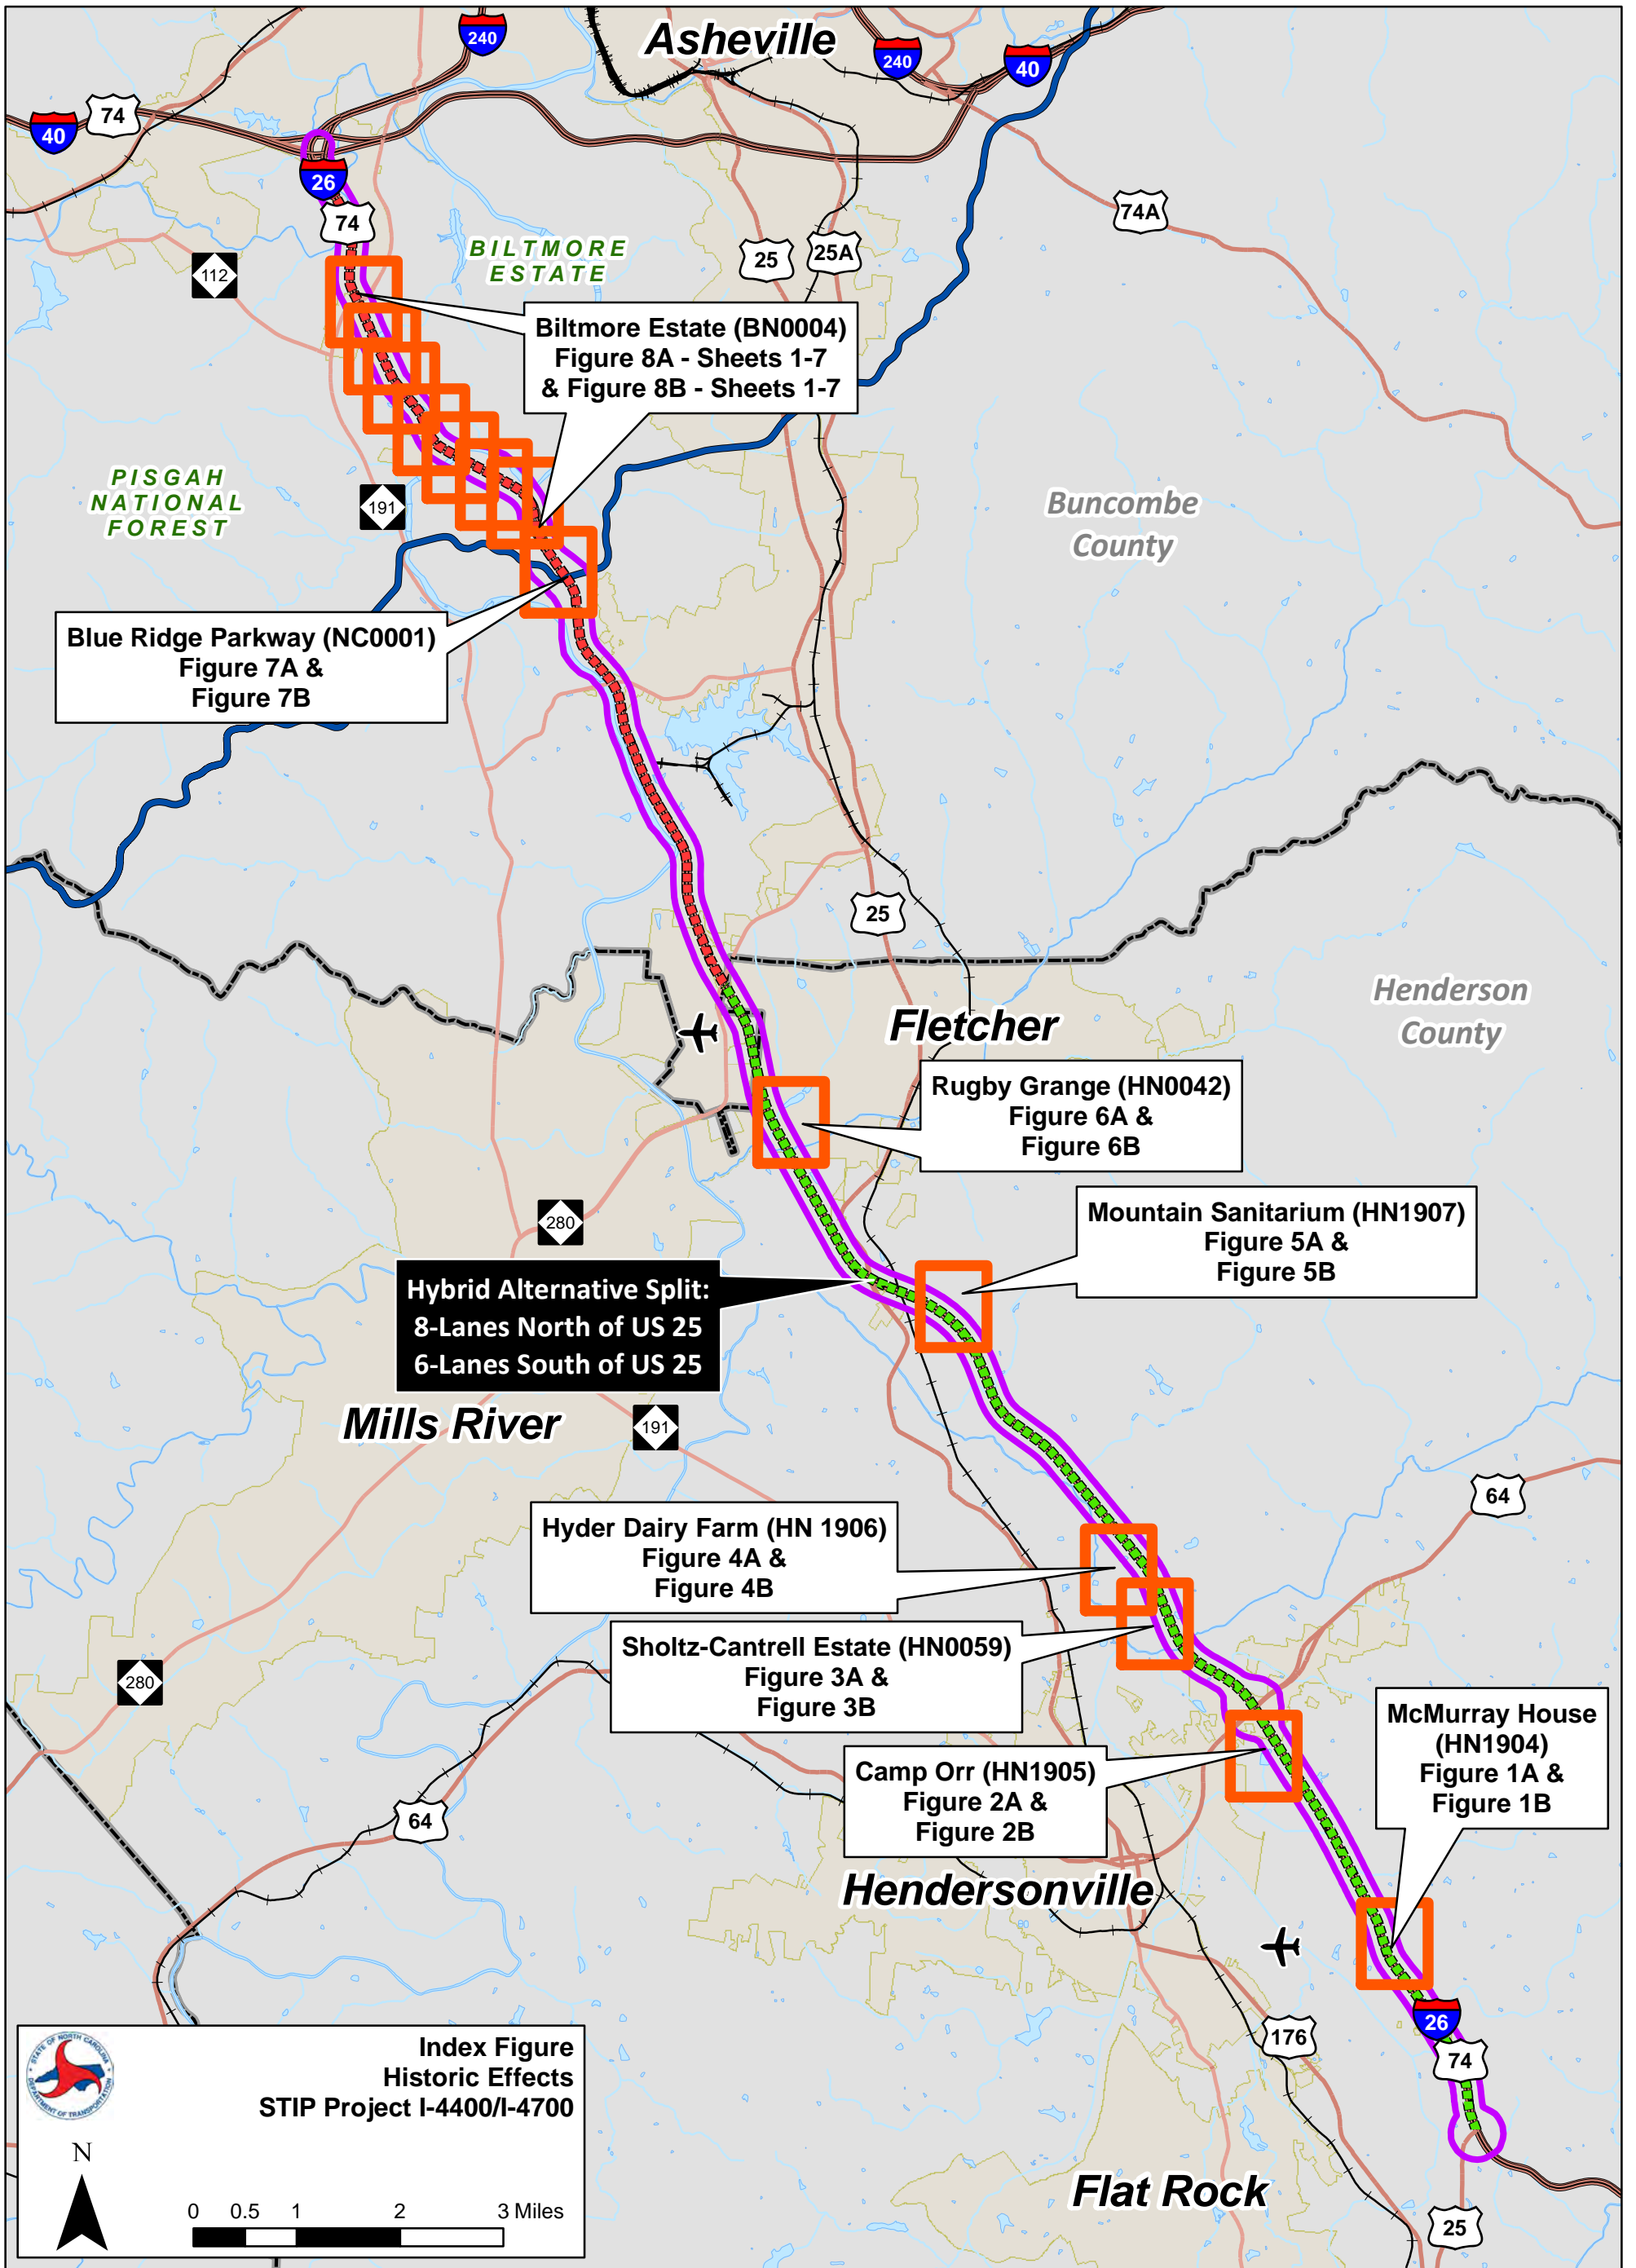 240
Asheville
240
40
74
40
26
74
74A
112
BILTMORE
ESTATE
25
25A
Biltmore Estate (BN0004)
Figure 8A - Sheets 1-7
& Figure 8B - Sheets 1-7
PISGAH
NATIONAL
FOREST
191
Buncombe
County
Blue Ridge Parkway (NC0001)
Figure 7A &
Figure 7B
25
Henderson
County
Fletcher
Rugby Grange (HN0042)
Figure 6A &
Figure 6B
280
Mountain Sanitarium (HN1907)
Figure 5A &
Figure 5B
Hybrid Alternative Split:
8-Lanes North of US 25
6-Lanes South of US 25
Mills River
191
64
Hyder Dairy Farm (HN 1906)
Figure 4A &
Figure 4B
Sholtz-Cantrell Estate (HN0059)
Figure 3A &
Figure 3B
280
McMurray House
(HN1904)
Figure 1A &
Figure 1B
Camp Orr (HN1905)
Figure 2A &
Figure 2B
64
Hendersonville
26
176
74
STATE OF NORTH CAROLINA
DEPARTMENT OF TRANSPORTATION
Index Figure
Historic Effects
STIP Project I-4400/I-4700
N
0 0.5 1 2 3 Miles
Flat Rock
25